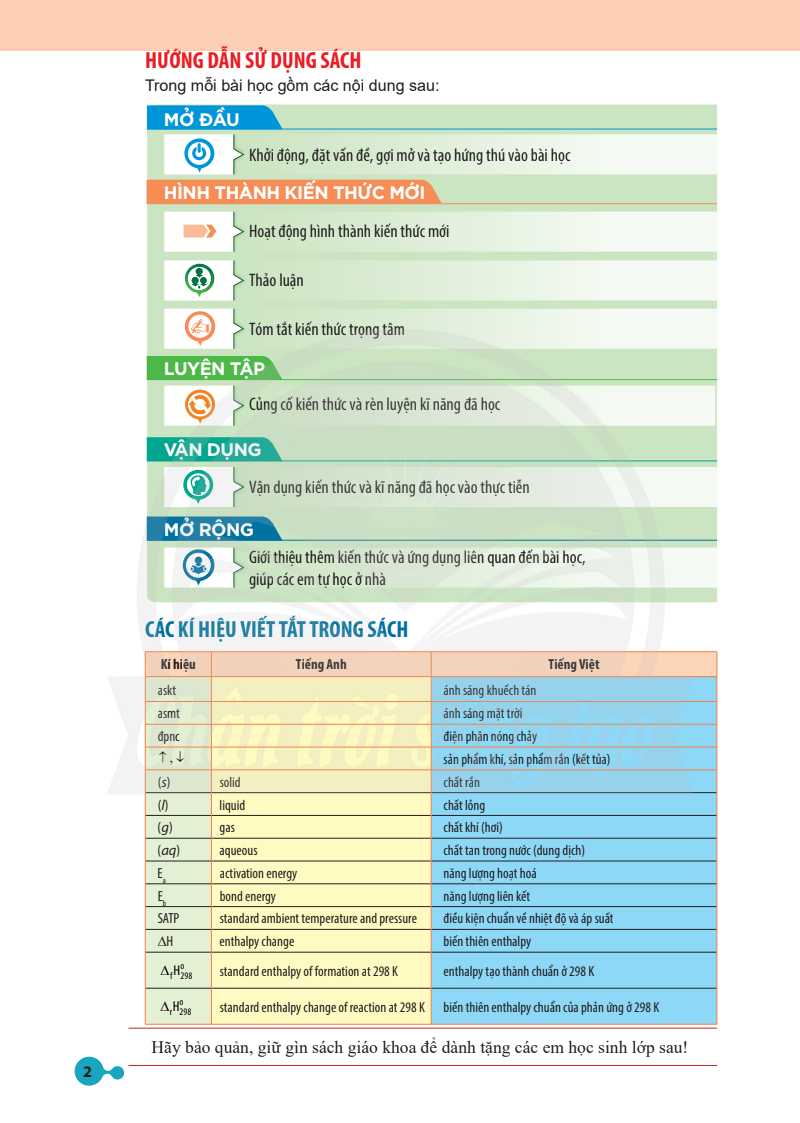 HƯỚNG DẪN SỬ DỤNG SÁCH
Trong mỗi bài học gồm các nội dung sau:
MỞ ĐẦU
Khởi động, đặt vấn đề, gợi mở và tạo hứng thú vào bài học
HÌNH THÀNH KIẾN THỨC MỚI
Hoạt động hình thành kiến thức mới
Thảo luận
Tóm tắt kiến thức trọng tâm
LUYỆN TẬP
Củng cố kiến thức và rèn luyện kĩ năng đã học
VẬN DỤNG
Vận dụng kiến thức và kĩ năng đã học vào thực tiễn
MỞ RỘNG
Giới thiệu thêm kiến thức và ứng dụng liên quan đến bài học,
giúp các em tự học ở nhà
CÁC KÍ HIỆU VIẾT TẮT TRONG SÁCH
Kí hiệu Tiếng Anh Tiếng Việt
askt ánh sáng khuếch tán
asmt ánh sáng mặt trời
đpnc điện phân nóng chảy
↑ , ↓ sản phẩm khí, sản phẩm rắn (kết tủa)
(s) solid chất rắn
(l) liquid chất lỏng
(g) gas chất khí (hơi)
(aq) aqueous chất tan trong nước (dung dịch)
Eₐ activation energy năng lượng hoạt hoá
E_b bond energy năng lượng liên kết
SATP standard ambient temperature and pressure điều kiện chuẩn về nhiệt độ và áp suất
ΔH enthalpy change biến thiên enthalpy
Δ_fH⁰₂₉₈ standard enthalpy of formation at 298 K enthalpy tạo thành chuẩn ở 298 K
Δ_rH⁰₂₉₈ standard enthalpy change of reaction at 298 K biến thiên enthalpy chuẩn của phản ứng ở 298 K
Hãy bảo quản, giữ gìn sách giáo khoa để dành tặng các em học sinh lớp sau!
2